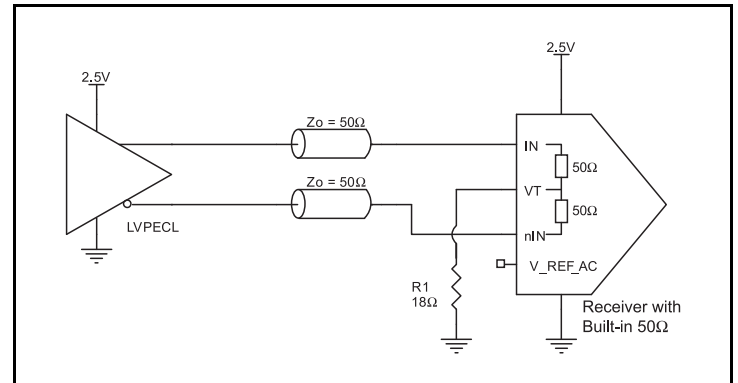 2.5V
2.5V
Zo = 50Ω
IN
50Ω
Zo = 50Ω
VT
50Ω
LVPECL
nIN
V_REF_AC
R1
18Ω
Receiver with
Built-in 50Ω